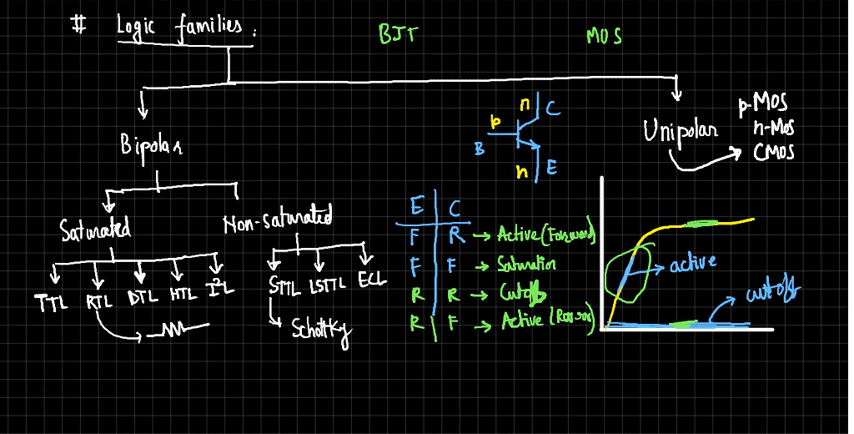 # Logic families.
BJT
MOS
Bipolar
Unipolar
p-MOS
n-MOS
CMOS
n
C
p
B
n
E
Saturated
Non-saturated
TTL RTL DTL HTL I²L
STTL LSTTL ECL
Schottky
E C
F R → Active (Forward)
F F → Saturation
R R → Cutoff
R F → Active
active
cutoff